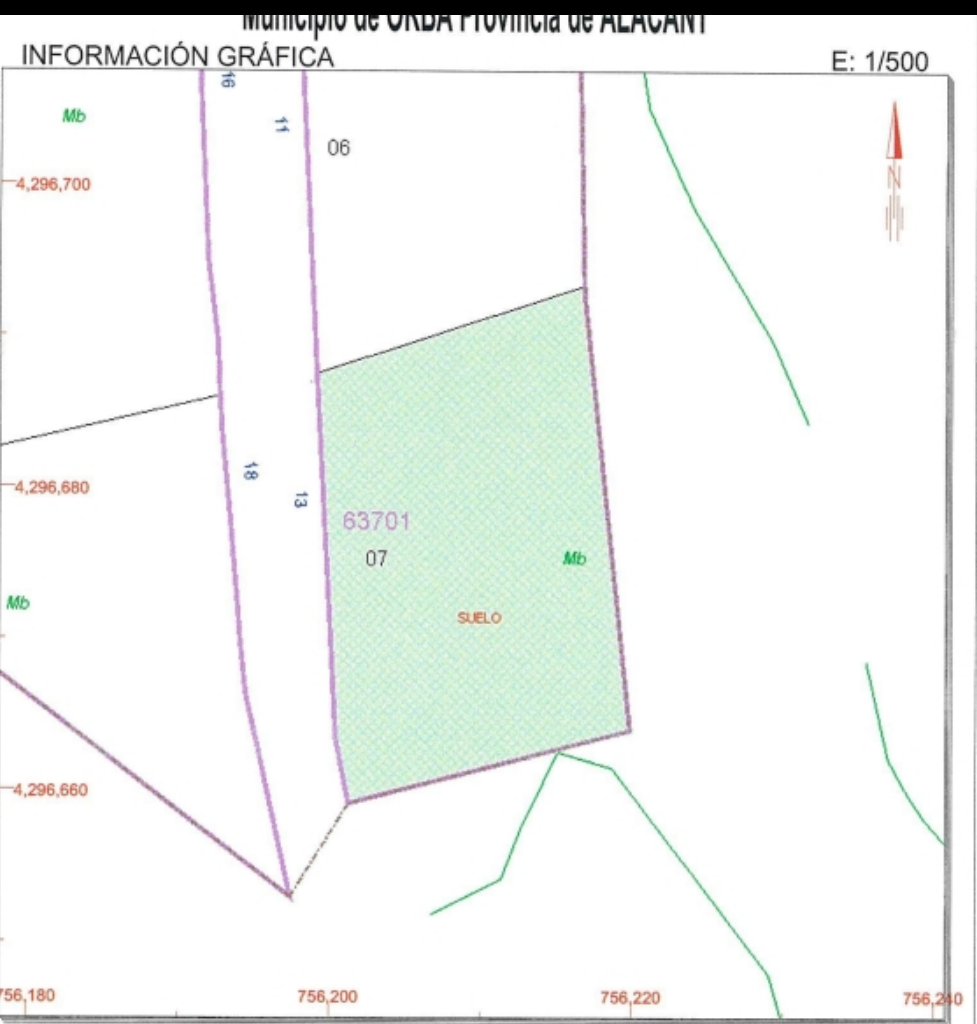 Municipio de ORBA Provincia de ALACANT
INFORMACIÓN GRÁFICA E: 1/500
16
Mb
11
06
4,296,700
N
18
13
4,296,680
63701
07
Mb
Mb
SUELO
4,296,660
756,180 756,200 756,220 756,240